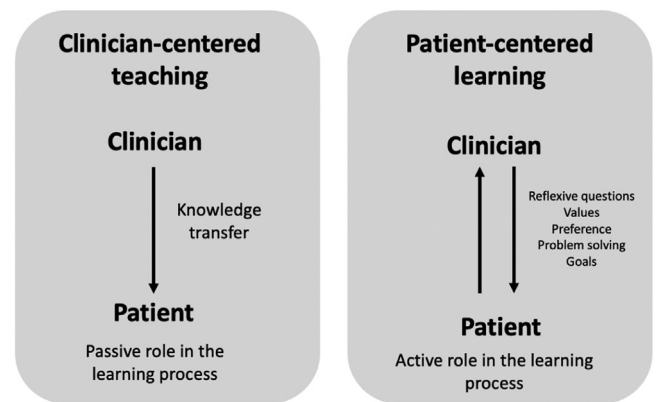 Clinician-centered
teaching
Clinician
Knowledge
transfer
Patient
Passive role in the
learning process
Patient-centered
learning
Clinician
Reflexive questions
Values
Preference
Problem solving
Goals
Patient
Active role in the learning
process